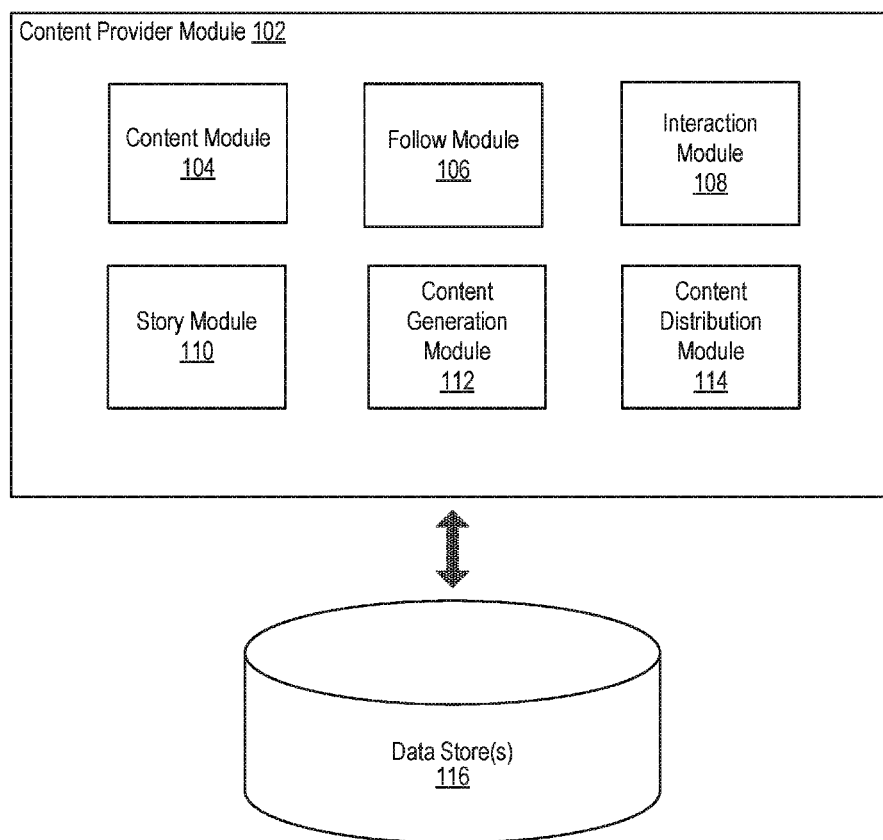 Content Provider Module 102
Content Module
104
Follow Module
106
Interaction
Module
108
Story Module
110
Content
Generation
Module
112
Content
Distribution
Module
114
Data Store(s)
116